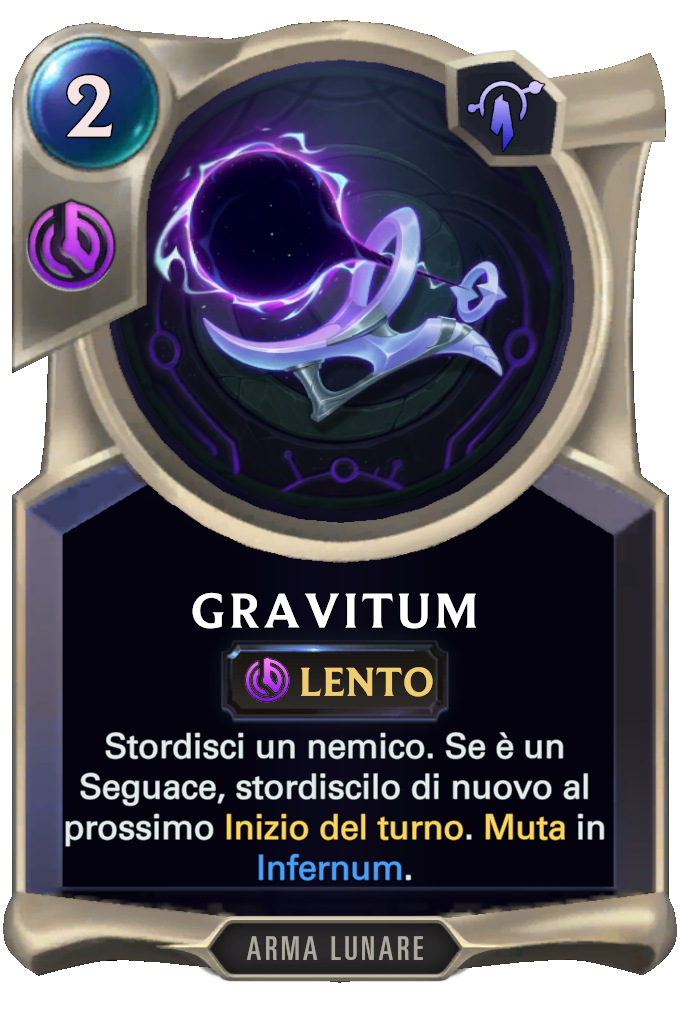 2
GRAVITUM
LENTO
Stordisci un nemico. Se è un
Seguace, stordiscilo di nuovo al
prossimo Inizio del turno. Muta in
Infernum.
ARMA LUNARE